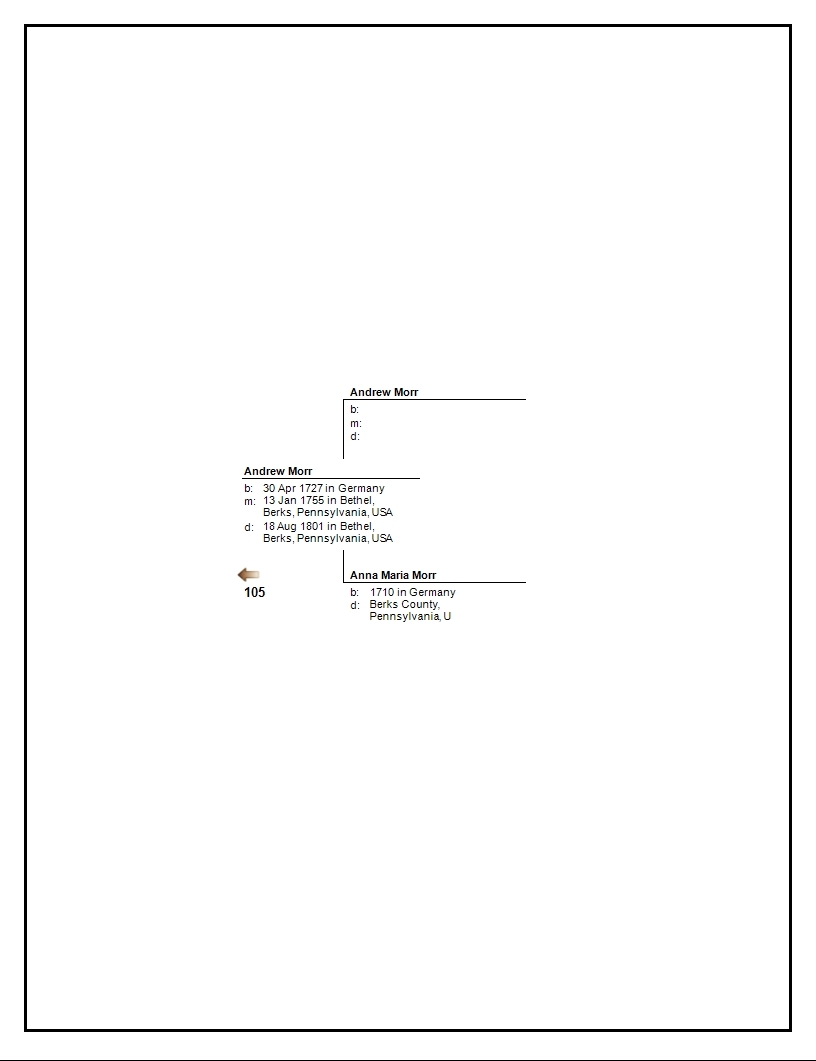 Andrew Morr
b:
m:
d:
Andrew Morr
b: 30 Apr 1727 in Germany
m: 13 Jan 1755 in Bethel,
Berks, Pennsylvania, USA
d: 18 Aug 1801 in Bethel,
Berks, Pennsylvania, USA
105
Anna Maria Morr
b: 1710 in Germany
d: Berks County,
Pennsylvania, U